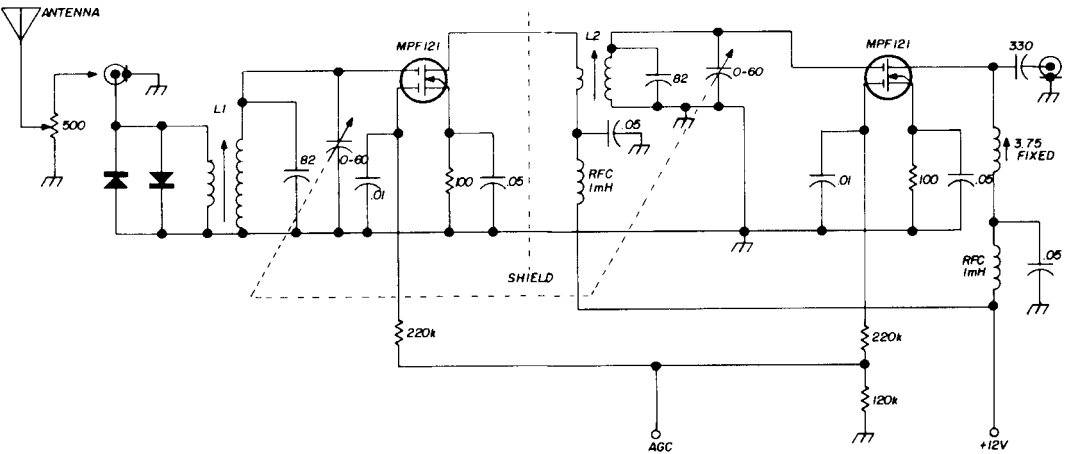 ANTENNA
500
L1
82
0-60
MPF121
.01
100
.05
SHIELD
L2
82
0-60
.05
RFC
1mH
MPF121
330
.01
100
.05
3.75
FIXED
RFC
1mH
.05
220k
220k
120k
AGC
+12V